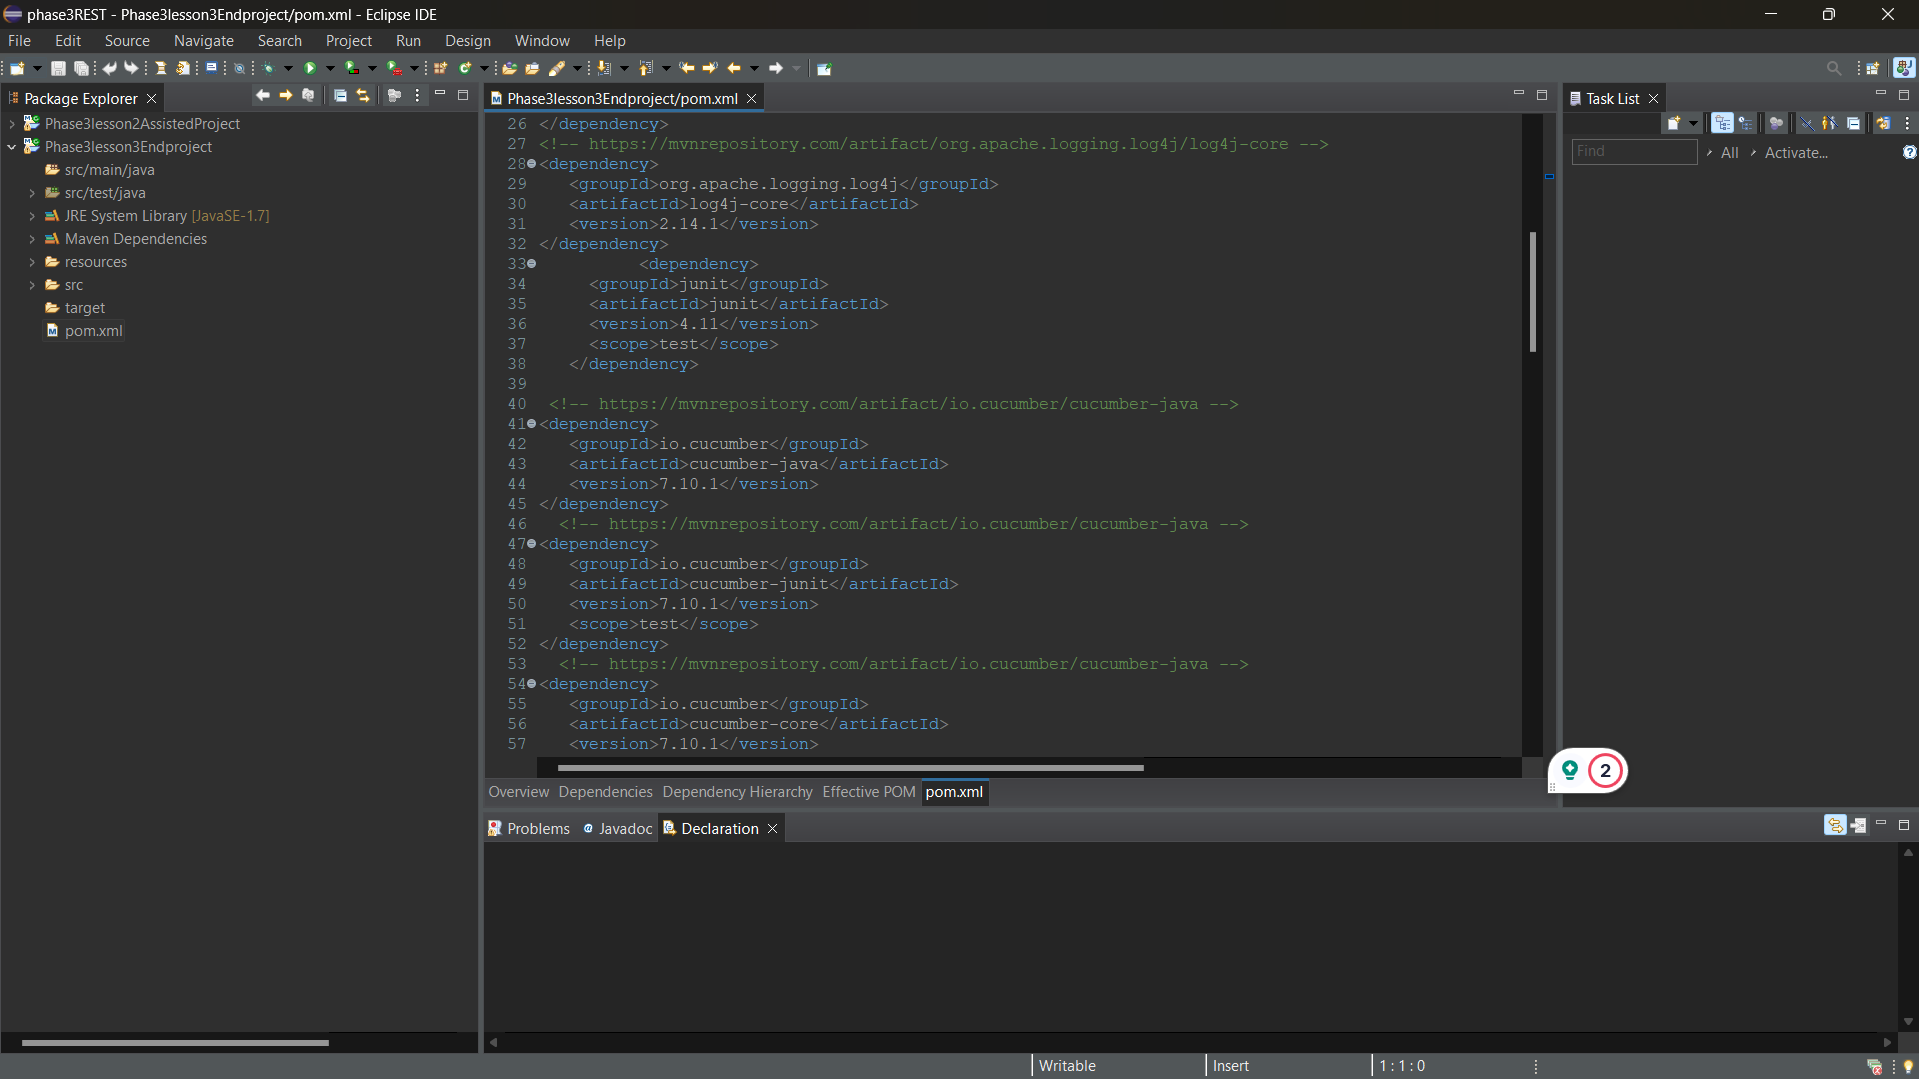 phase3REST - Phase3lesson3Endproject/pom.xml - Eclipse IDE
File Edit Source Navigate Search Project Run Design Window Help
Package Explorer
Phase3lesson2AssistedProject
Phase3lesson3Endproject
src/main/java
src/test/java
JRE System Library [JavaSE-1.7]
Maven Dependencies
resources
src
target
pom.xml
Phase3lesson3Endproject/pom.xml
26 </dependency>
27 <!-- https://mvnrepository.com/artifact/org.apache.logging.log4j/log4j-core -->
28 <dependency>
29 <groupId>org.apache.logging.log4j</groupId>
30 <artifactId>log4j-core</artifactId>
31 <version>2.14.1</version>
32 </dependency>
33 <dependency>
34 <groupId>junit</groupId>
35 <artifactId>junit</artifactId>
36 <version>4.11</version>
37 <scope>test</scope>
38 </dependency>
39
40 <!-- https://mvnrepository.com/artifact/io.cucumber/cucumber-java -->
41 <dependency>
42 <groupId>io.cucumber</groupId>
43 <artifactId>cucumber-java</artifactId>
44 <version>7.10.1</version>
45 </dependency>
46 <!-- https://mvnrepository.com/artifact/io.cucumber/cucumber-java -->
47 <dependency>
48 <groupId>io.cucumber</groupId>
49 <artifactId>cucumber-junit</artifactId>
50 <version>7.10.1</version>
51 <scope>test</scope>
52 </dependency>
53 <!-- https://mvnrepository.com/artifact/io.cucumber/cucumber-java -->
54 <dependency>
55 <groupId>io.cucumber</groupId>
56 <artifactId>cucumber-core</artifactId>
57 <version>7.10.1</version>
Overview Dependencies Dependency Hierarchy Effective POM pom.xml
Task List
Find All Activate...
2
Problems Javadoc Declaration
Writable Insert 1 : 1 : 0